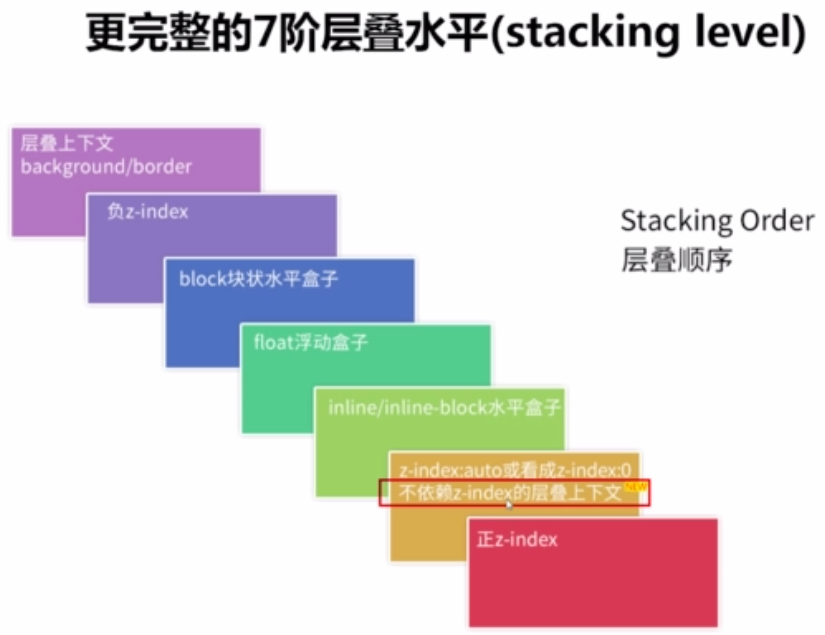 更完整的7阶层叠水平(stacking level)
层叠上下文
background/border
负z-index
Stacking Order
层叠顺序
block块状水平盒子
float浮动盒子
inline/inline-block水平盒子
z-index:auto或看成z-index:0
不依赖z-index的层叠上下文 NEW
正z-index